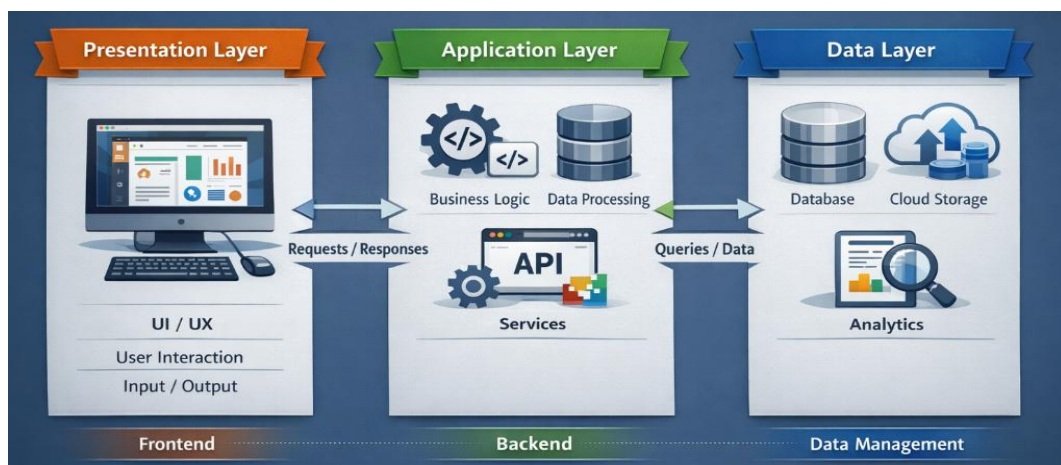 Presentation Layer
Application Layer
Data Layer
</>
</>
Business Logic
Data Processing
Database
Cloud Storage
Requests / Responses
Queries / Data
API
Services
Analytics
UI / UX
User Interaction
Input / Output
Frontend
Backend
Data Management